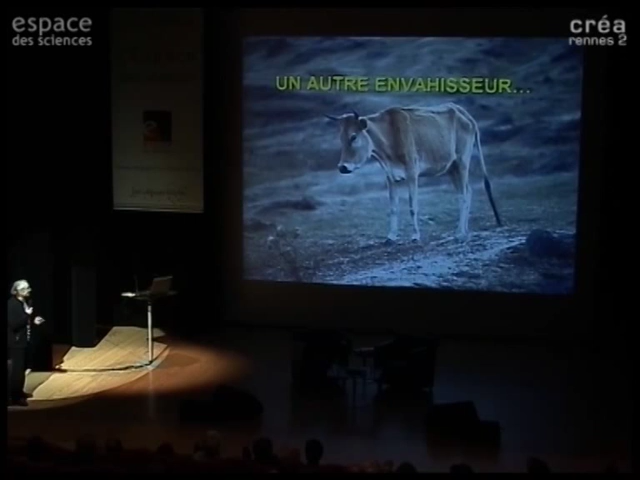 espace
des sciences
créa
rennes 2
UN AUTRE ENVAHISSEUR...